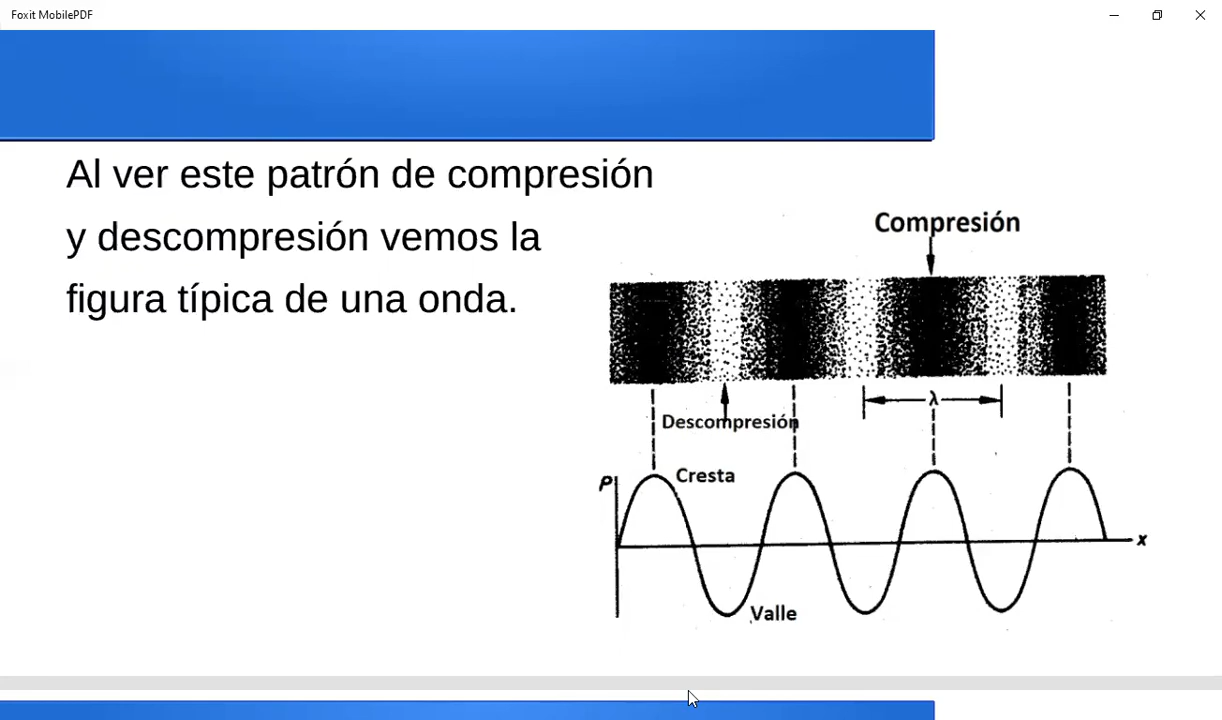 Foxit MobilePDF
Al ver este patrón de compresión
y descompresión vemos la
figura típica de una onda.
Compresión
λ
Descompresión
P
Cresta
x
Valle